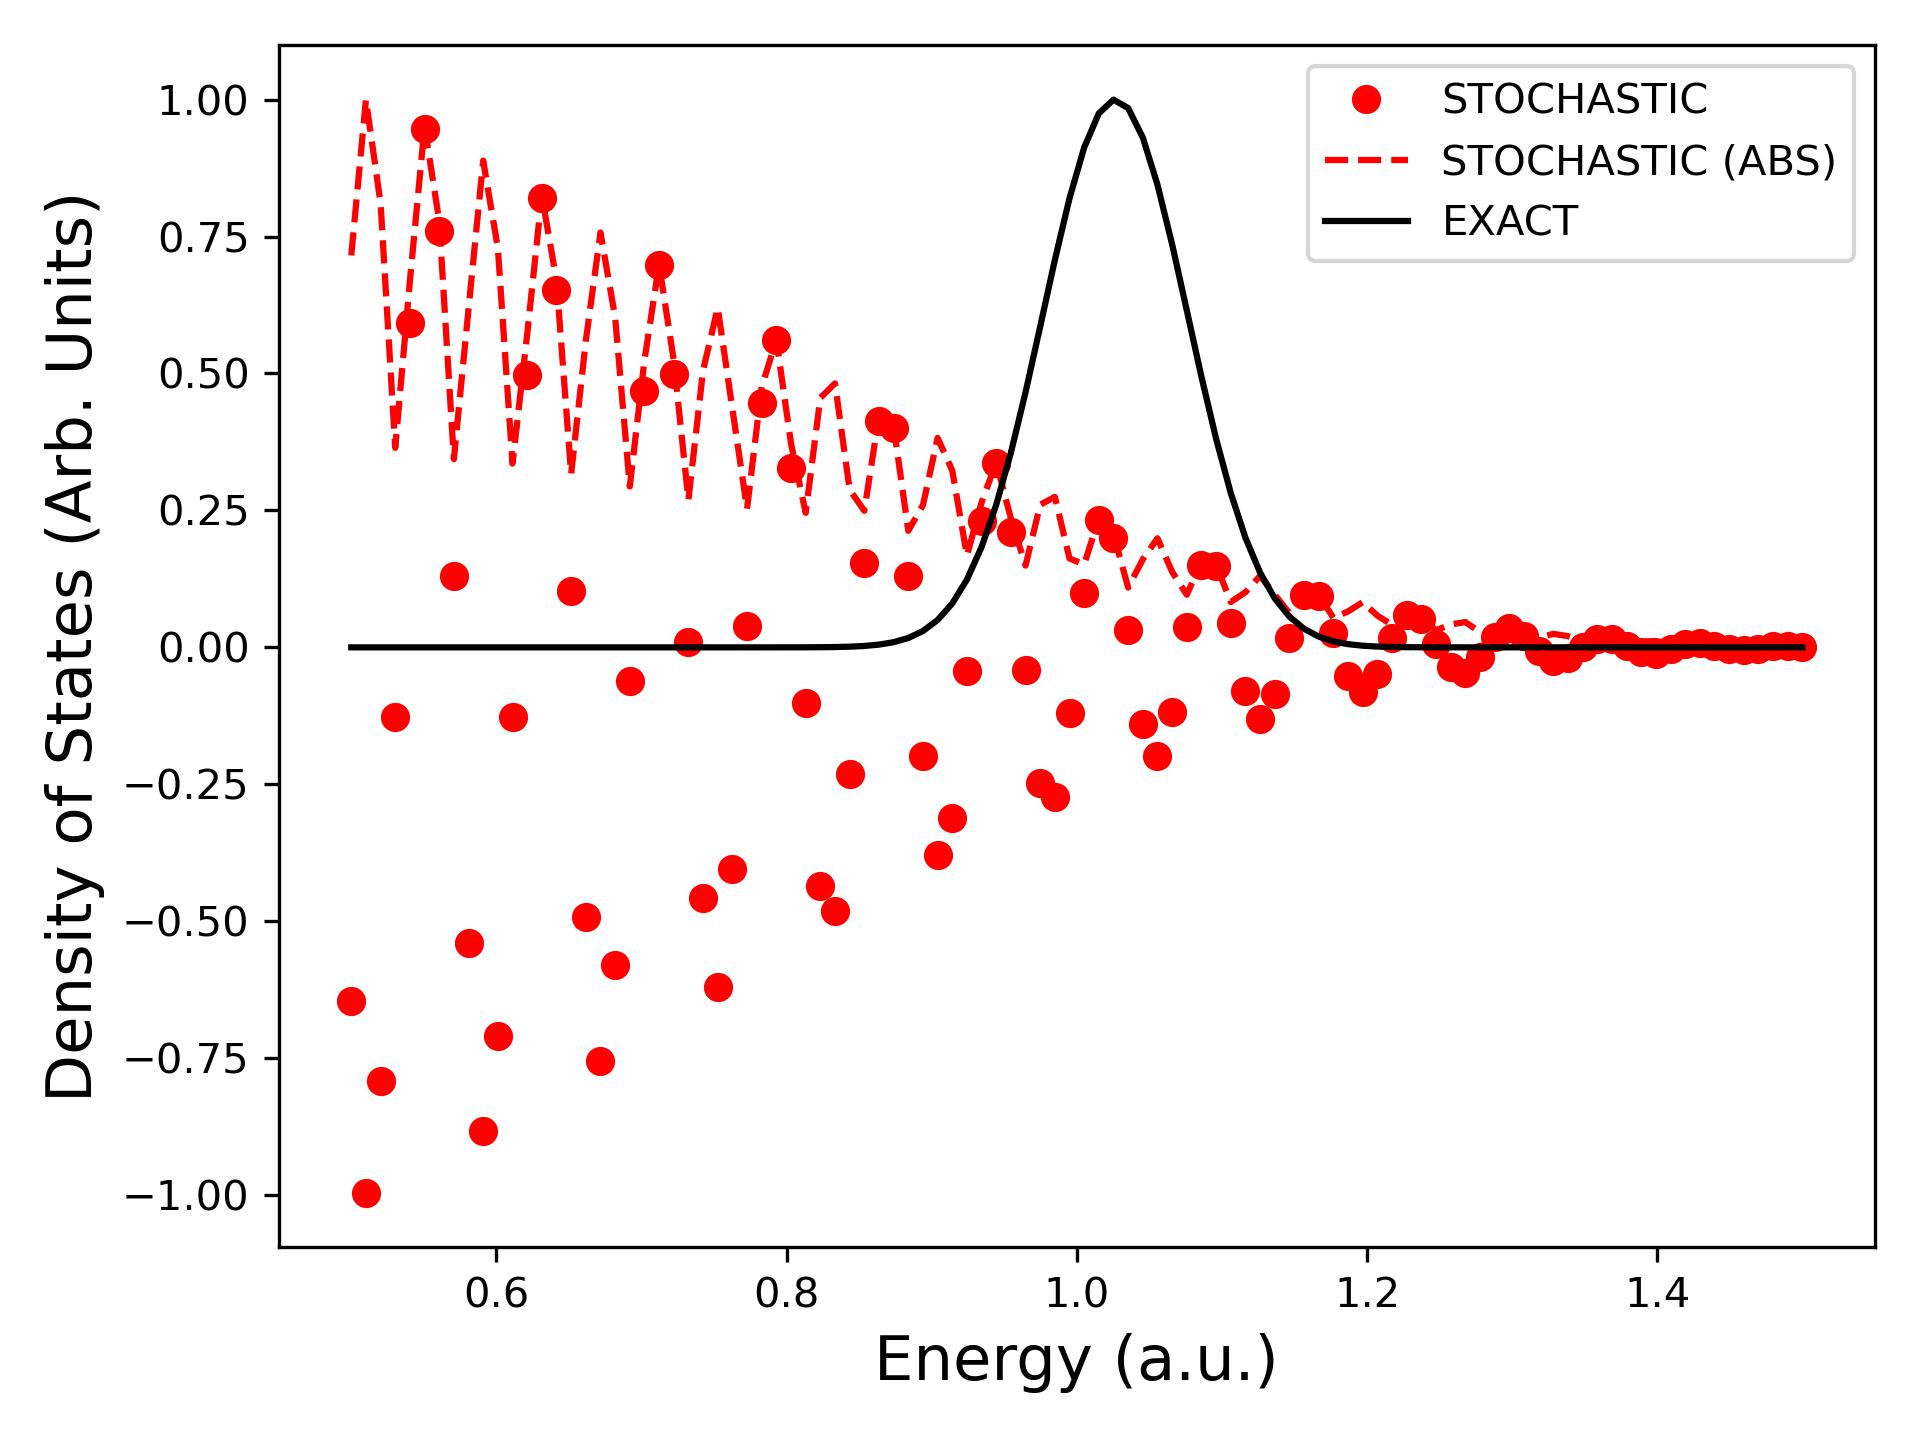 STOCHASTIC
STOCHASTIC (ABS)
EXACT
Density of States (Arb. Units)
1.00
0.75
0.50
0.25
0.00
−0.25
−0.50
−0.75
−1.00
0.6 0.8 1.0 1.2 1.4
Energy (a.u.)